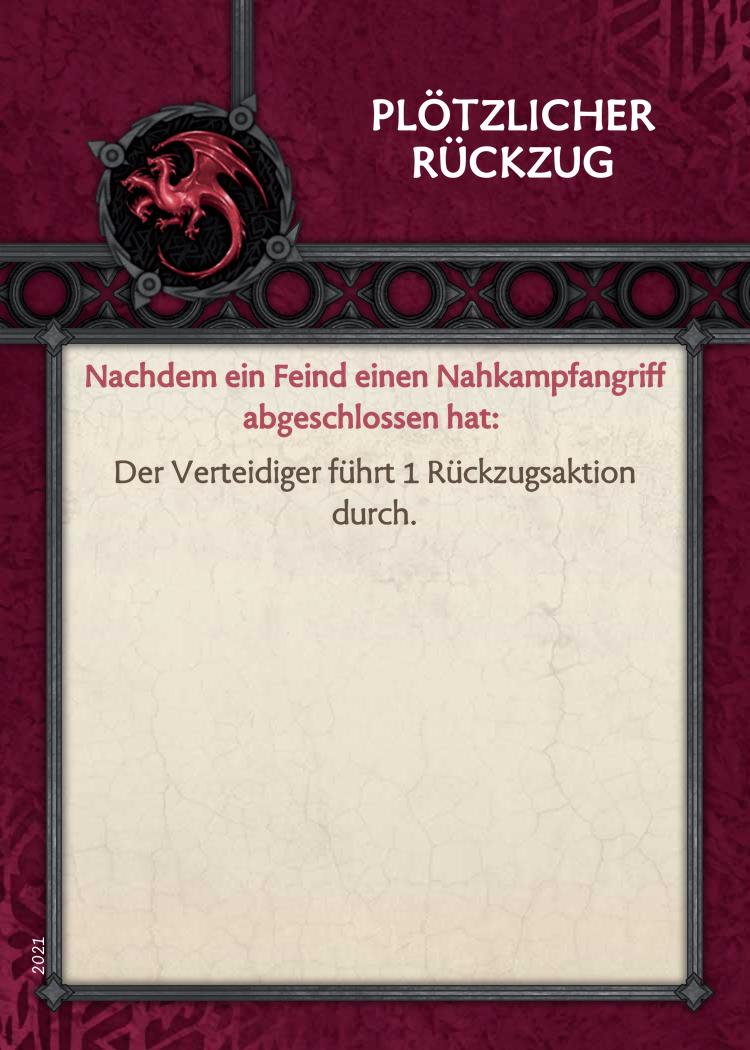 PLÖTZLICHER
RÜCKZUG
Nachdem ein Feind einen Nahkampfangriff
abgeschlossen hat:
Der Verteidiger führt 1 Rückzugsaktion
durch.
2021